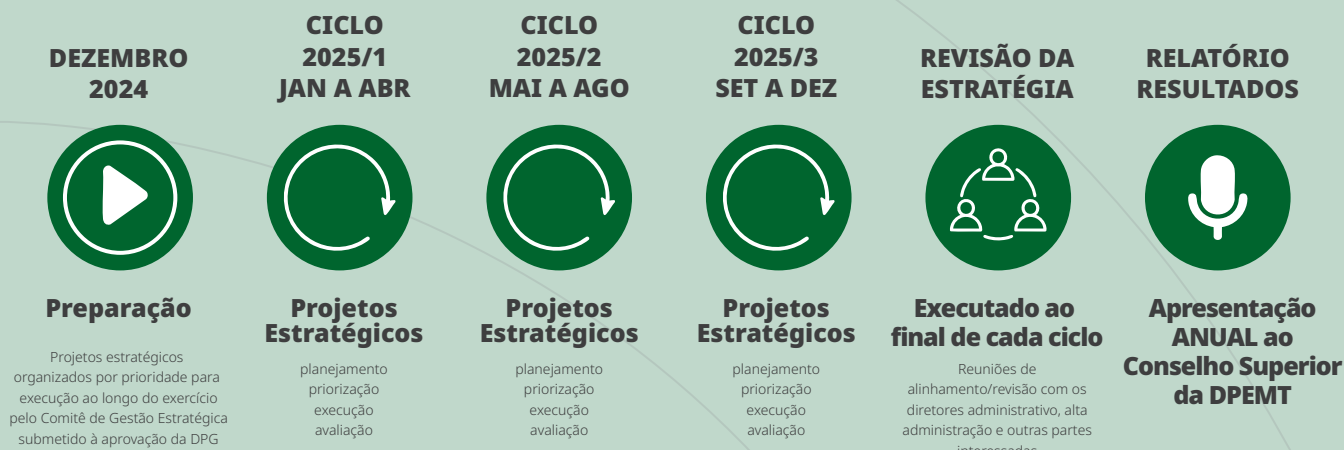 DEZEMBRO
2024
Preparação
Projetos estratégicos
organizados por prioridade para
execução ao longo do exercício
pelo Comitê de Gestão Estratégica
submetido à aprovação da DPG
CICLO
2025/1
JAN A ABR
Projetos
Estratégicos
planejamento
priorização
execução
avaliação
CICLO
2025/2
MAI A AGO
Projetos
Estratégicos
planejamento
priorização
execução
avaliação
CICLO
2025/3
SET A DEZ
Projetos
Estratégicos
planejamento
priorização
execução
avaliação
REVISÃO DA
ESTRATÉGIA
Executado ao
final de cada ciclo
Reuniões de
alinhamento/revisão com os
diretores administrativo, alta
administração e outras partes
RELATÓRIO
RESULTADOS
Apresentação
ANUAL ao
Conselho Superior
da DPEMT